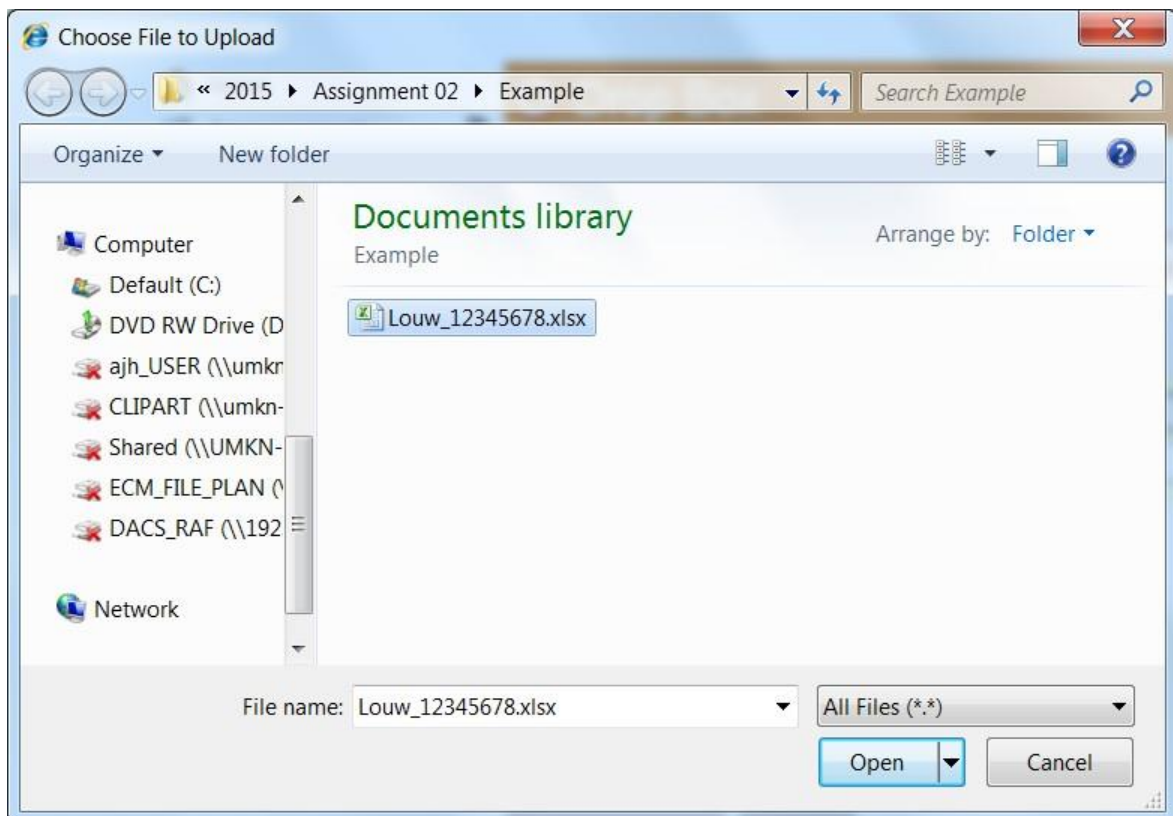 Choose File to Upload
« 2015 ▸ Assignment 02 ▸ Example
Search Example
Organize
New folder
Computer
Default (C:)
DVD RW Drive (D
ajh_USER (\\umkn
CLIPART (\\umkn-
Shared (\\UMKN-
ECM_FILE_PLAN (\
DACS_RAF (\\192
Network
Documents library
Example
Arrange by: Folder
Louw_12345678.xlsx
File name: Louw_12345678.xlsx
All Files (*.*)
Open
Cancel